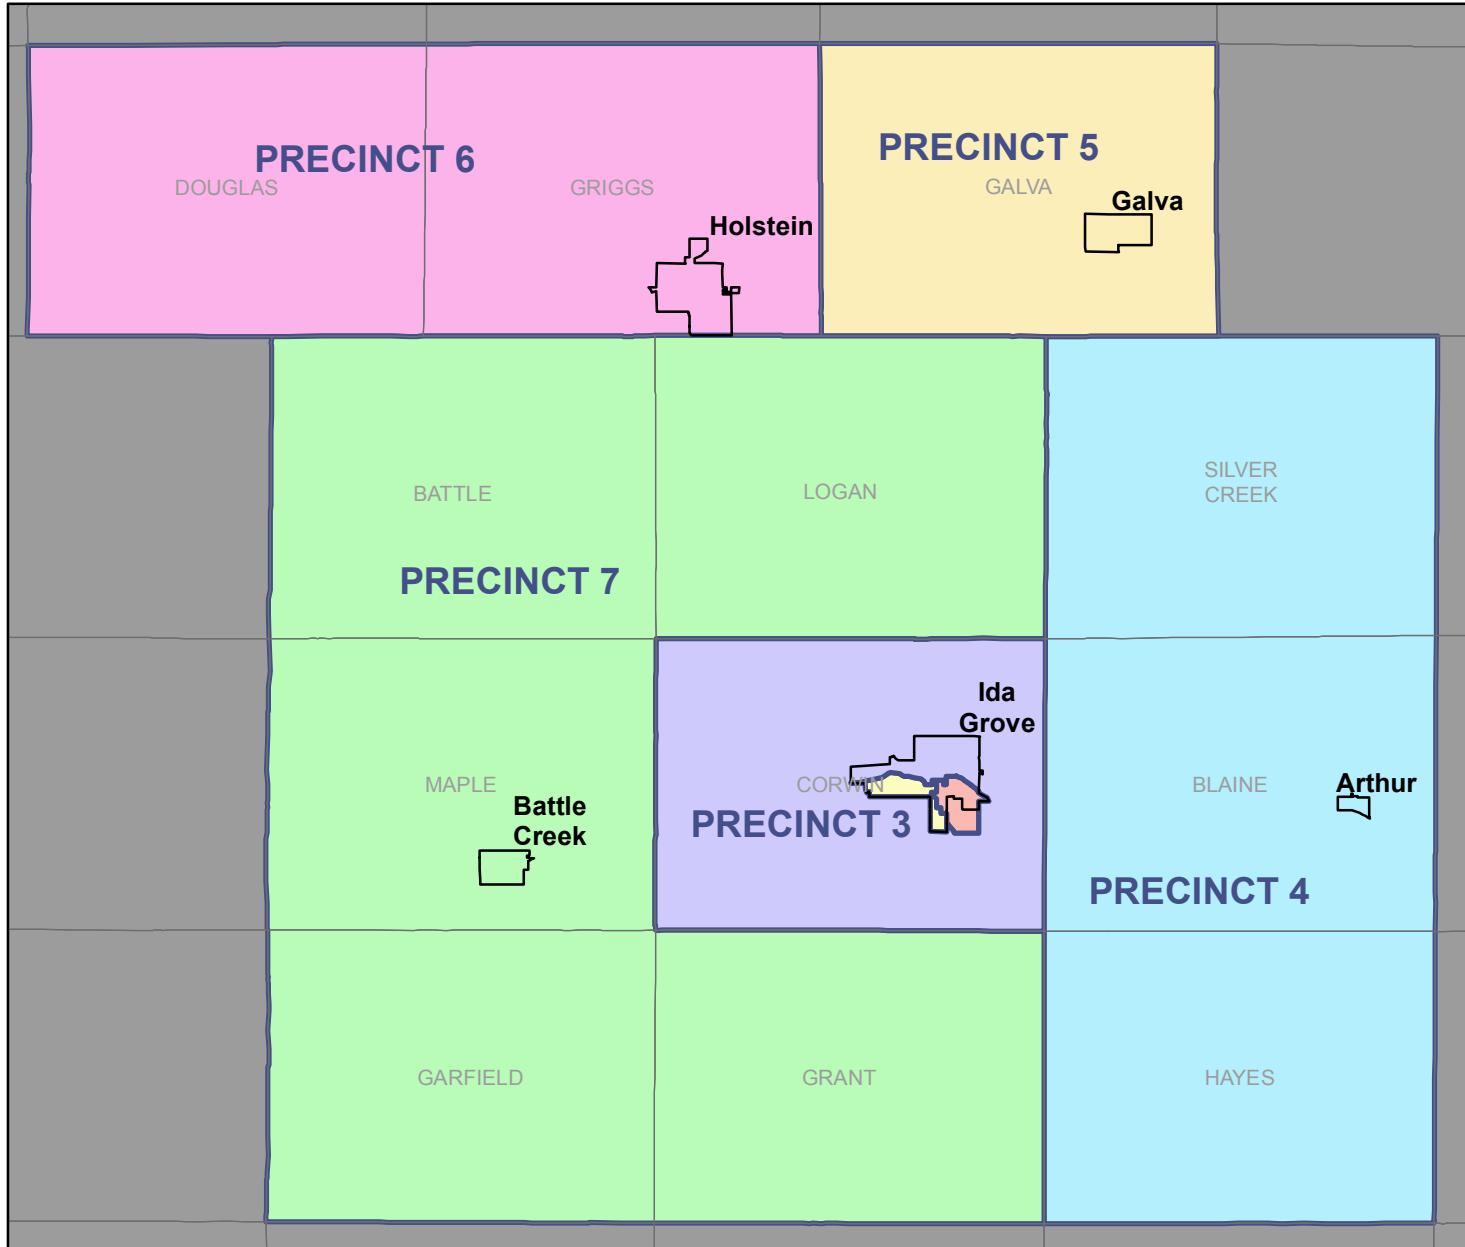 PRECINCT 6
PRECINCT 5
DOUGLAS
GRIGGS
GALVA
Galva
Holstein
BATTLE
LOGAN
SILVER
CREEK
PRECINCT 7
Ida
Grove
MAPLE
CORWIN
BLAINE
Arthur
Battle
Creek
PRECINCT 3
PRECINCT 4
GARFIELD
GRANT
HAYES